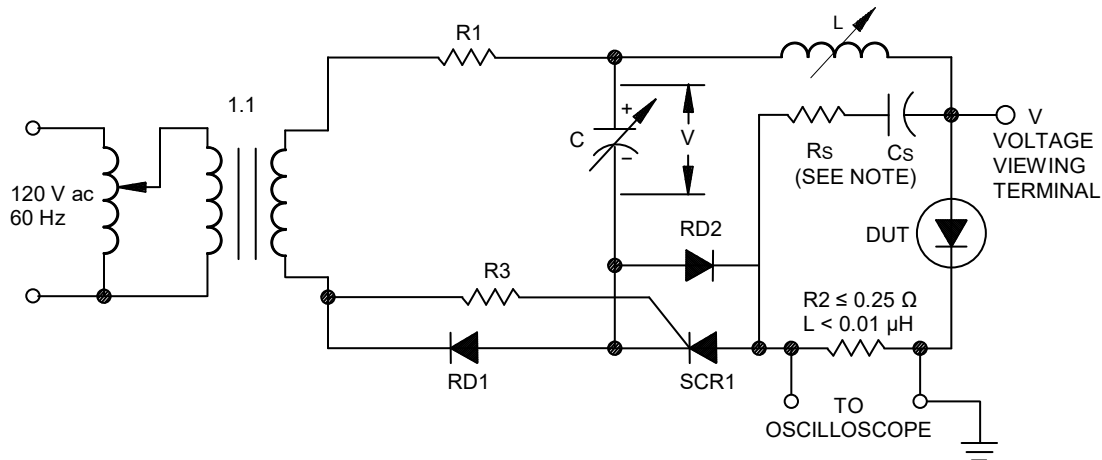 R1
L
1.1
+
C
–
V
RS
CS
(SEE NOTE)
V
VOLTAGE
VIEWING
TERMINAL
120 V ac
60 Hz
RD2
DUT
R3
R2 ≤ 0.25 Ω
L < 0.01 µH
RD1
SCR1
TO
OSCILLOSCOPE